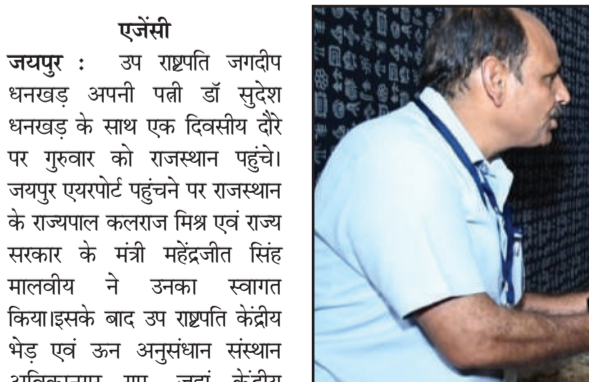 एजेंसी
जयपुर : उप राष्ट्रपति जगदीप
धनखड़ अपनी पत्नी डॉ सुदेश
धनखड़ के साथ एक दिवसीय दौरे
पर गुरुवार को राजस्थान पहुंचे।
जयपुर एयरपोर्ट पहुंचने पर राजस्थान
के राज्यपाल कलराज मिश्र एवं राज्य
सरकार के मंत्री महेंद्रजीत सिंह
मालवीय ने उनका स्वागत
किया।इसके बाद उप राष्ट्रपति केंद्रीय
भेड़ एवं ऊन अनुसंधान संस्थान